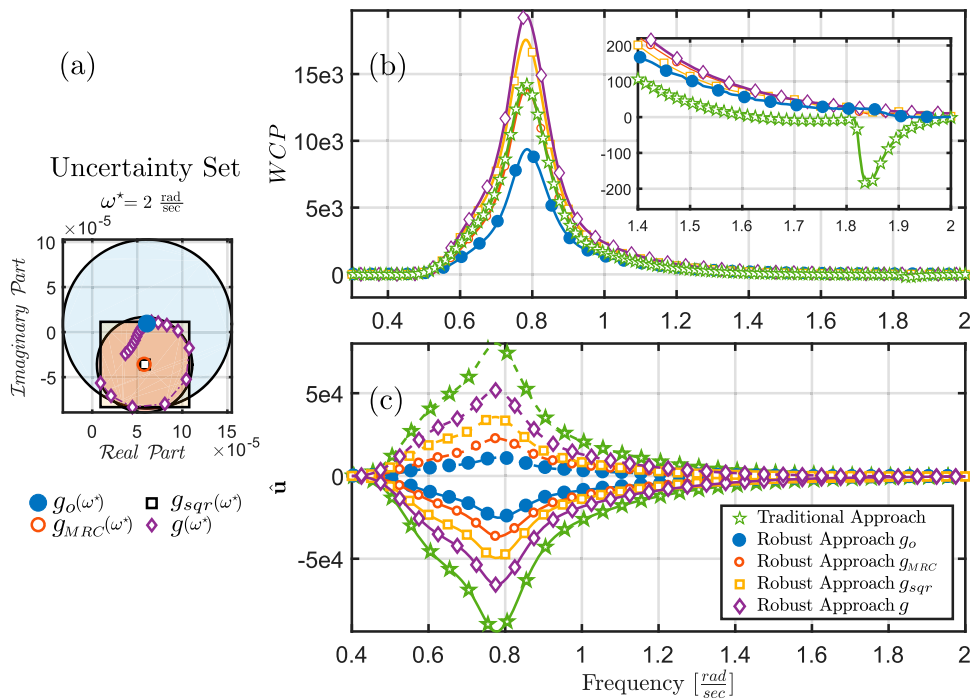 (a)
Uncertainty Set
ω*= 2 rad/sec
×10⁻⁵
10
5
0
-5
Imaginary Part
0 5 10 15
Real Part ×10⁻⁵
gₒ(ω*) g_sqr(ω*)
g_MRC(ω*) g(ω*)
(b)
WCP
15e3
10e3
5e3
0
0.4 0.6 0.8 1 1.2 1.4 1.6 1.8 2
200
100
0
-100
-200
1.4 1.5 1.6 1.7 1.8 1.9 2
(c)
u
5e4
0
-5e4
0.4 0.6 0.8 1 1.2 1.4 1.6 1.8 2
Frequency [rad/sec]
Traditional Approach
Robust Approach gₒ
Robust Approach g_MRC
Robust Approach g_sqr
Robust Approach g